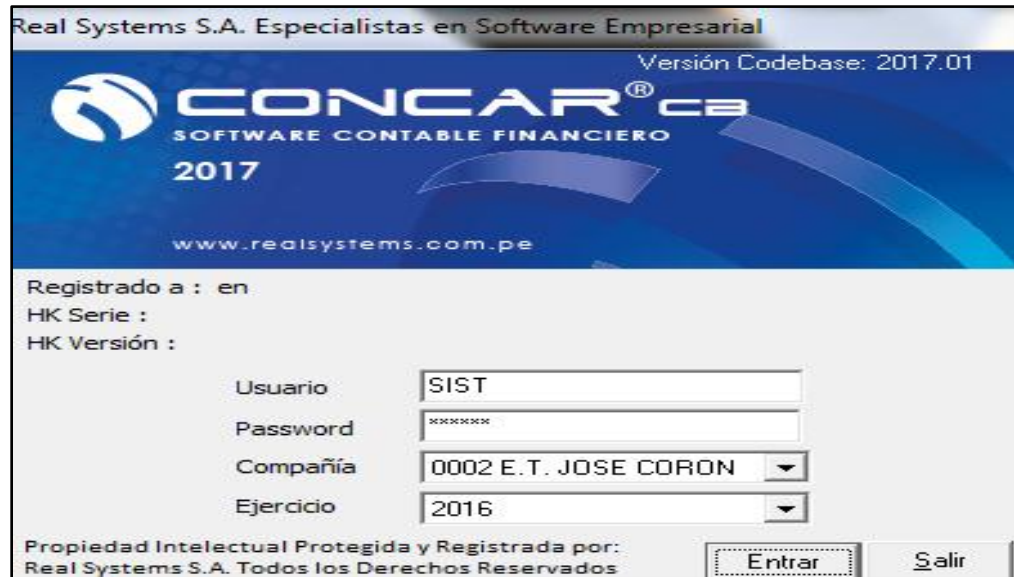 Real Systems S.A. Especialistas en Software Empresarial
Versión Codebase: 2017.01
CONCAR® CB
SOFTWARE CONTABLE FINANCIERO
2017
www.realsystems.com.pe
Registrado a : en
HK Serie :
HK Versión :
Usuario SIST
Password ******
Compañía 0002 E.T. JOSE CORON
Ejercicio 2016
Propiedad Intelectual Protegida y Registrada por:
Real Systems S.A. Todos los Derechos Reservados
Entrar Salir